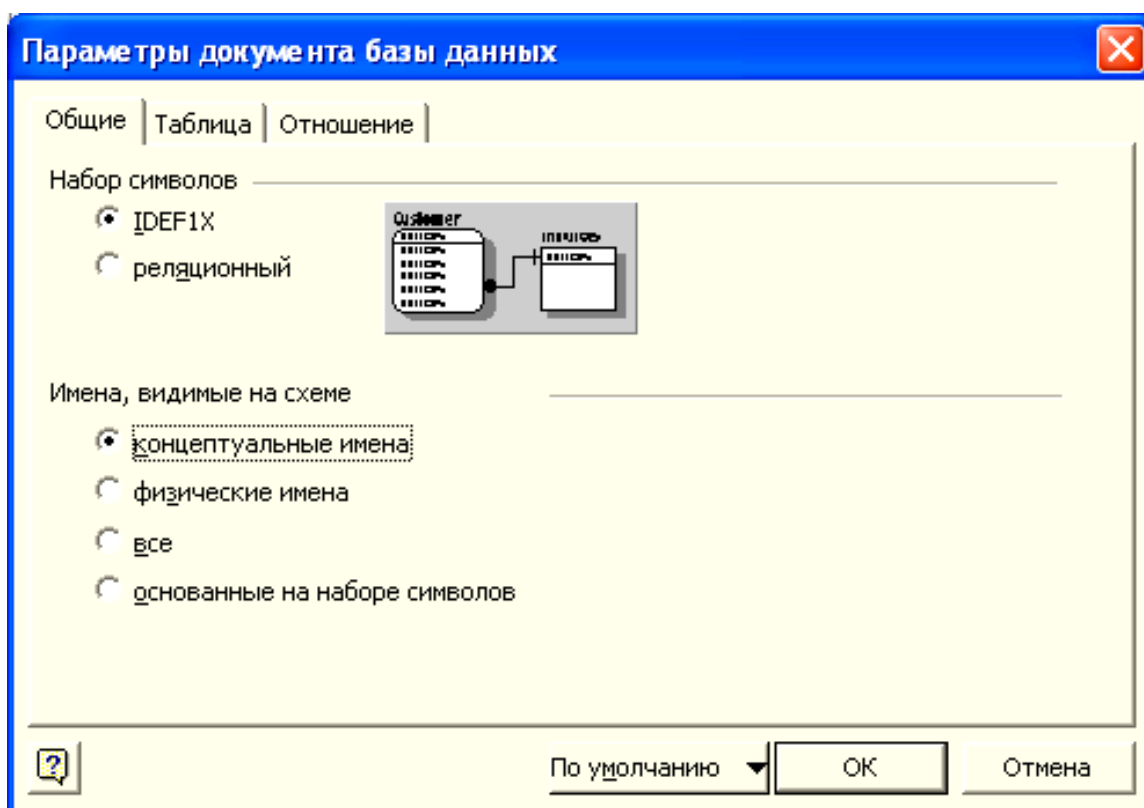 Параметры документа базы данных
Общие Таблица Отношение
Набор символов
IDEF1X
реляционный
Customer
Имена, видимые на схеме
концептуальные имена
физические имена
все
основанные на наборе символов
По умолчанию ОК Отмена